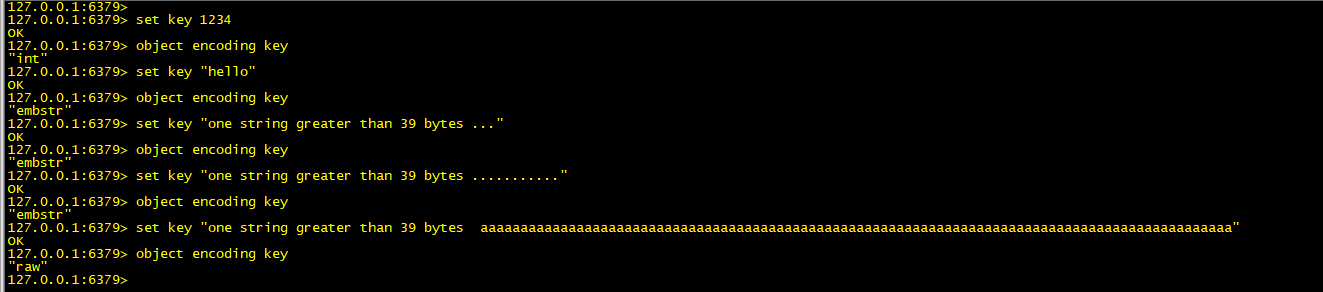 127.0.0.1:6379>
127.0.0.1:6379> set key 1234
OK
127.0.0.1:6379> object encoding key
"int"
127.0.0.1:6379> set key "hello"
OK
127.0.0.1:6379> object encoding key
"embstr"
127.0.0.1:6379> set key "one string greater than 39 bytes ..."
OK
127.0.0.1:6379> object encoding key
"embstr"
127.0.0.1:6379> set key "one string greater than 39 bytes ..........."
OK
127.0.0.1:6379> object encoding key
"embstr"
127.0.0.1:6379> set key "one string greater than 39 bytes  aaaaaaaaaaaaaaaaaaaaaaaaaaaaaaaaaaaaaaaaaaaaaaaaaaaaaaaaaaaaaaaaaaaaaaaaaaaaaaaaaaaaaaaaaaaaaa"
OK
127.0.0.1:6379> object encoding key
"raw"
127.0.0.1:6379>